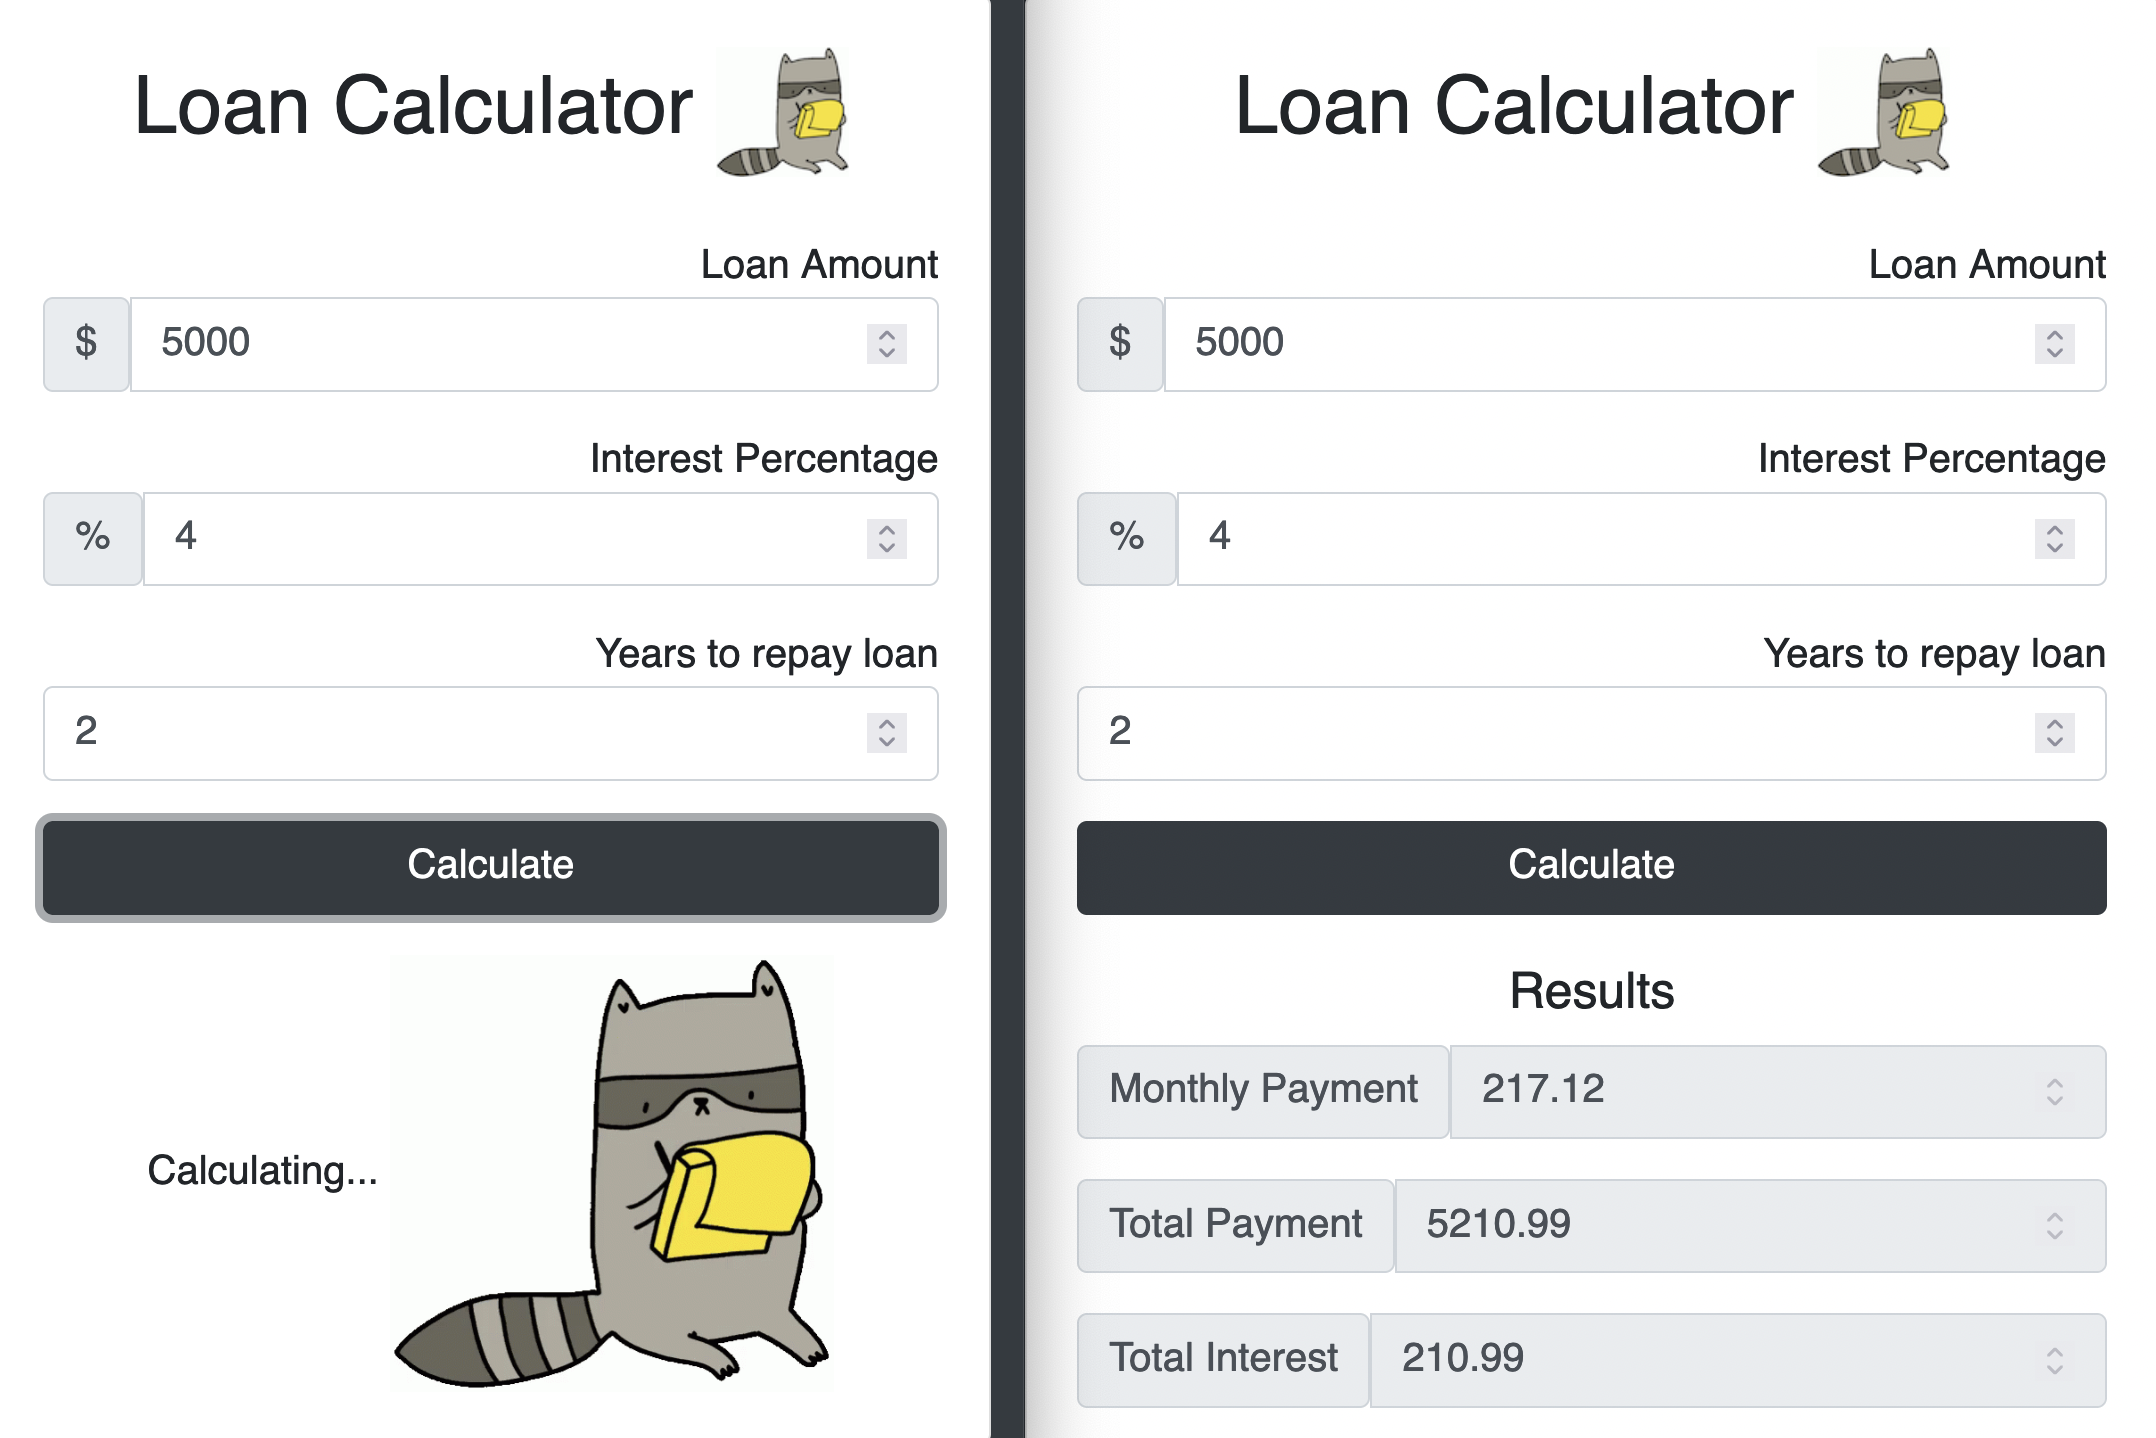 Loan Calculator
Loan Amount
$ 5000
Interest Percentage
% 4
Years to repay loan
2
Calculate
Calculating...
Loan Calculator
Loan Amount
$ 5000
Interest Percentage
% 4
Years to repay loan
2
Calculate
Results
Monthly Payment 217.12
Total Payment 5210.99
Total Interest 210.99